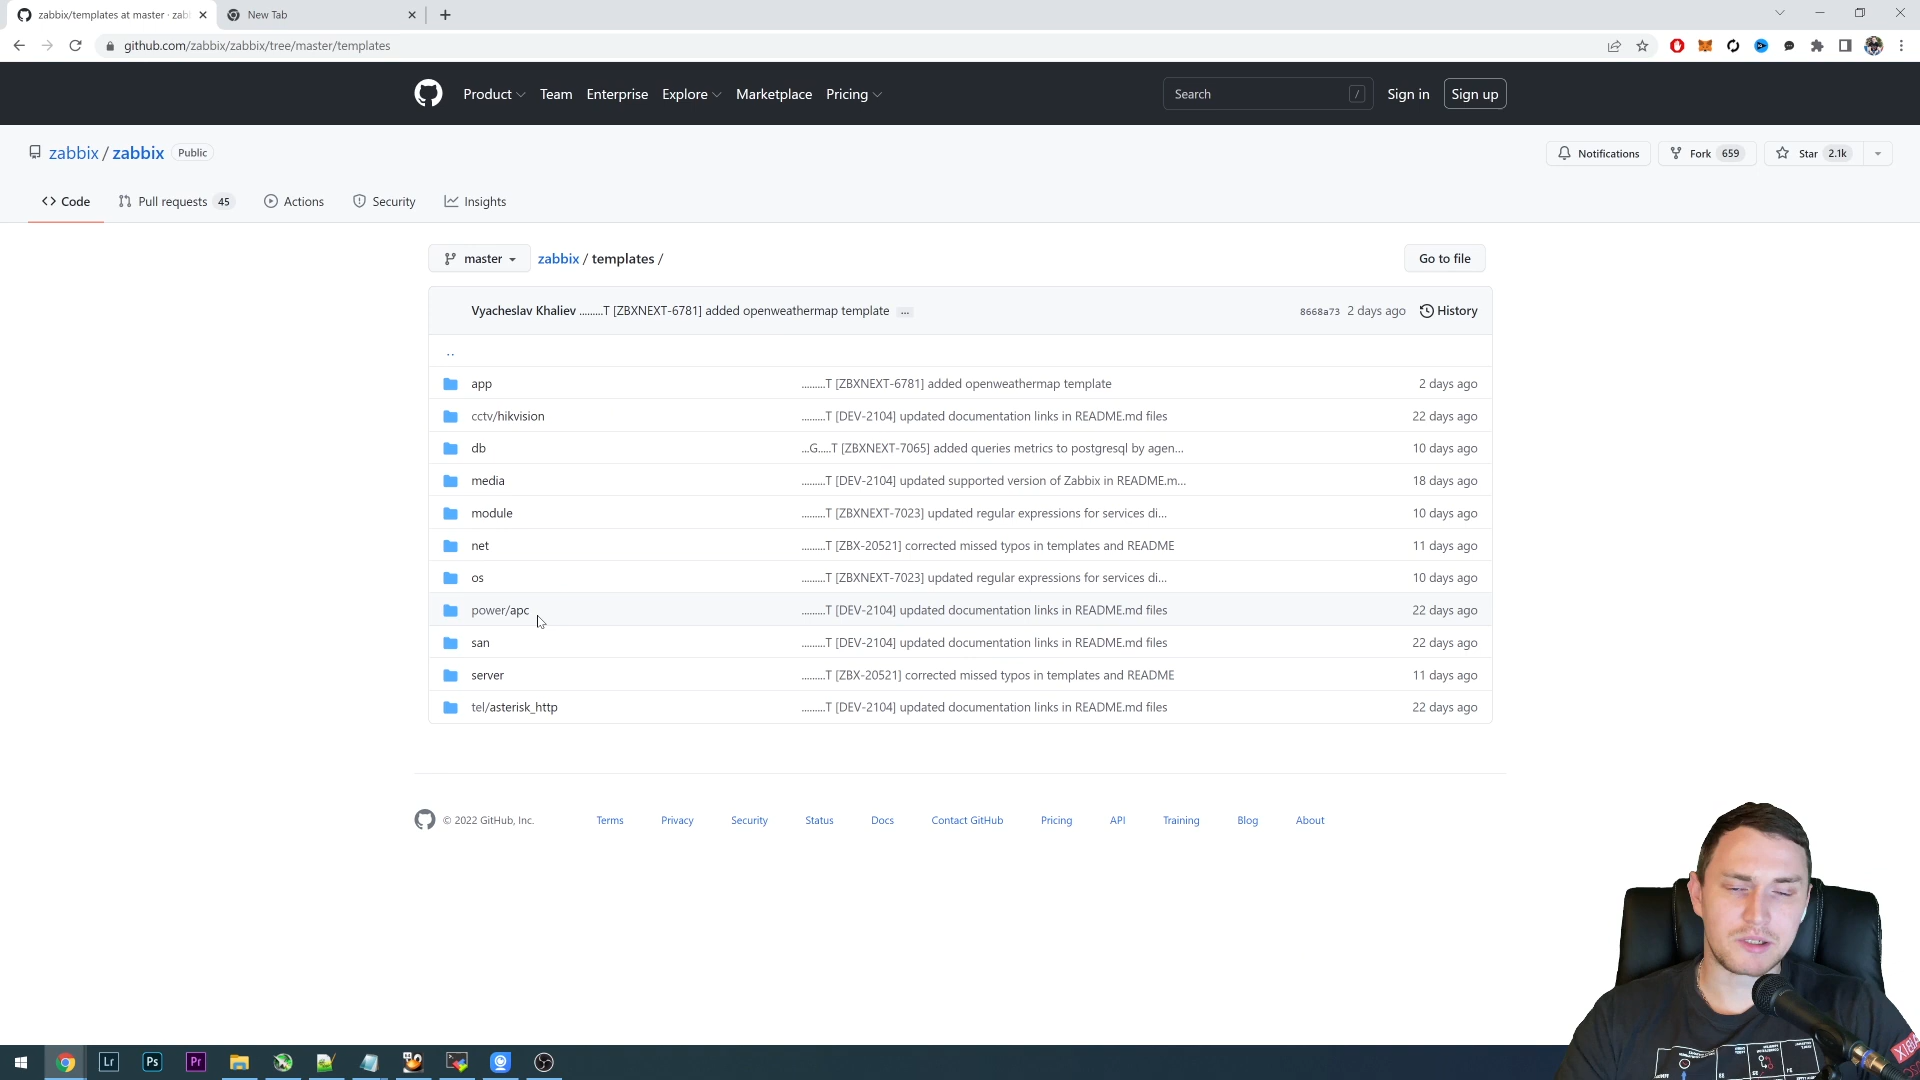 zabbix/templates at master · zab
New Tab
github.com/zabbix/zabbix/tree/master/templates
Product Team Enterprise Explore Marketplace Pricing Search / Sign in Sign up
zabbix / zabbix Public
Notifications Fork 659 Star 2.1k
Code Pull requests 45 Actions Security Insights
master zabbix / templates / Go to file
Vyacheslav Khaliev .........T [ZBXNEXT-6781] added openweathermap template ... 8668a73 2 days ago History
..
app .........T [ZBXNEXT-6781] added openweathermap template 2 days ago
cctv/hikvision .........T [DEV-2104] updated documentation links in README.md files 22 days ago
db ...G.....T [ZBXNEXT-7065] added queries metrics to postgresql by agen... 10 days ago
media .........T [DEV-2104] updated supported version of Zabbix in README.m... 18 days ago
module .........T [ZBXNEXT-7023] updated regular expressions for services di... 10 days ago
net .........T [ZBX-20521] corrected missed typos in templates and README 11 days ago
os .........T [ZBXNEXT-7023] updated regular expressions for services di... 10 days ago
power/apc .........T [DEV-2104] updated documentation links in README.md files 22 days ago
san .........T [DEV-2104] updated documentation links in README.md files 22 days ago
server .........T [ZBX-20521] corrected missed typos in templates and README 11 days ago
tel/asterisk_http .........T [DEV-2104] updated documentation links in README.md files 22 days ago
© 2022 GitHub, Inc. Terms Privacy Security Status Docs Contact GitHub Pricing API Training Blog About
Lr Ps Pr